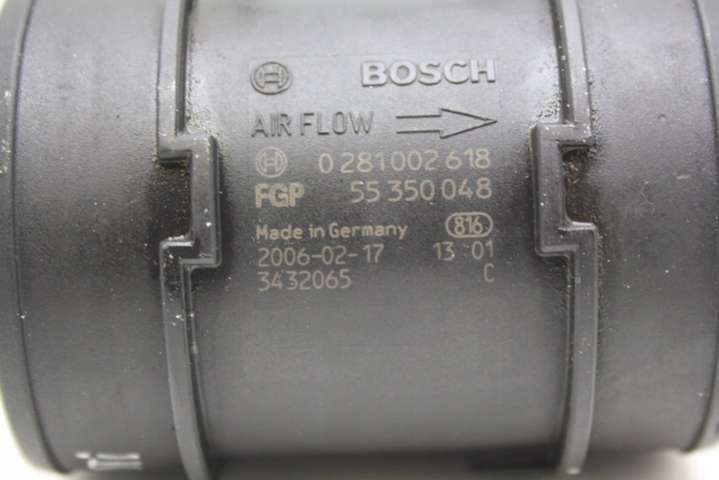 BOSCH
AIR FLOW
0 281 002 618
FGP 55 350 048
Made in Germany 816
2006-02-17 13 01
3432065 C